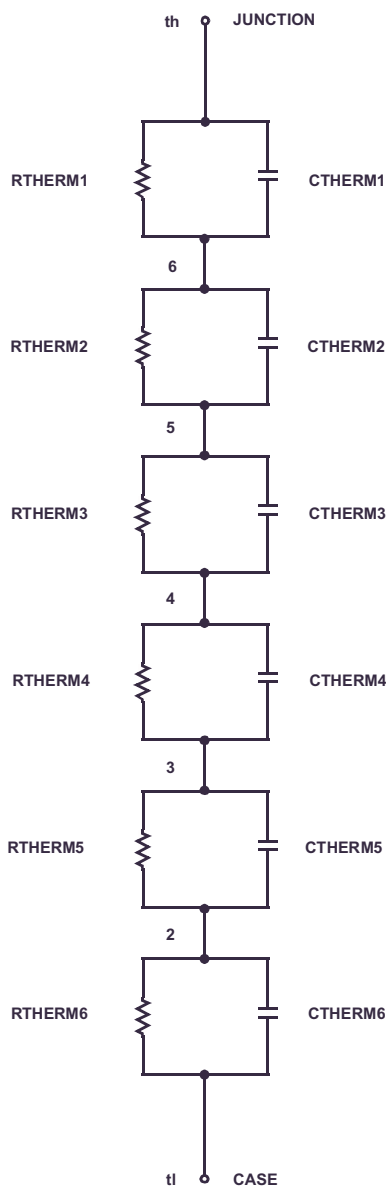 th JUNCTION
RTHERM1 CTHERM1
6
RTHERM2 CTHERM2
5
RTHERM3 CTHERM3
4
RTHERM4 CTHERM4
3
RTHERM5 CTHERM5
2
RTHERM6 CTHERM6
tl CASE